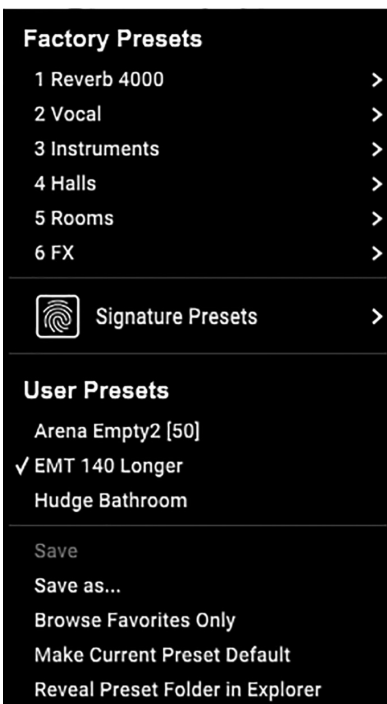 Factory Presets
1 Reverb 4000
2 Vocal
3 Instruments
4 Halls
5 Rooms
6 FX
Signature Presets
User Presets
Arena Empty2 [50]
✓ EMT 140 Longer
Hudge Bathroom
Save
Save as...
Browse Favorites Only
Make Current Preset Default
Reveal Preset Folder in Explorer